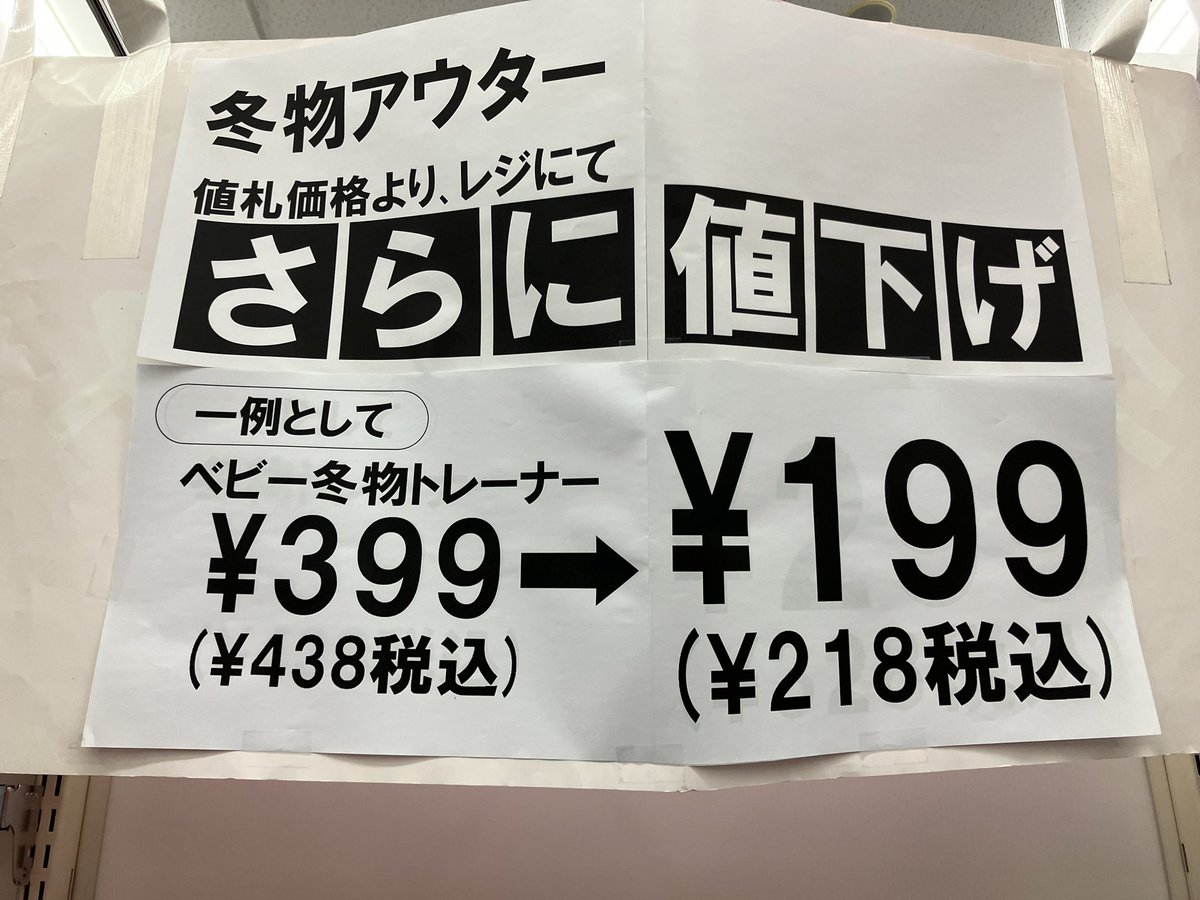 冬物アウター
値札価格より、レジにて
さらに値下げ
一例として
ベビー冬物トレーナー
¥399➡¥199
(¥438税込) (¥218税込)